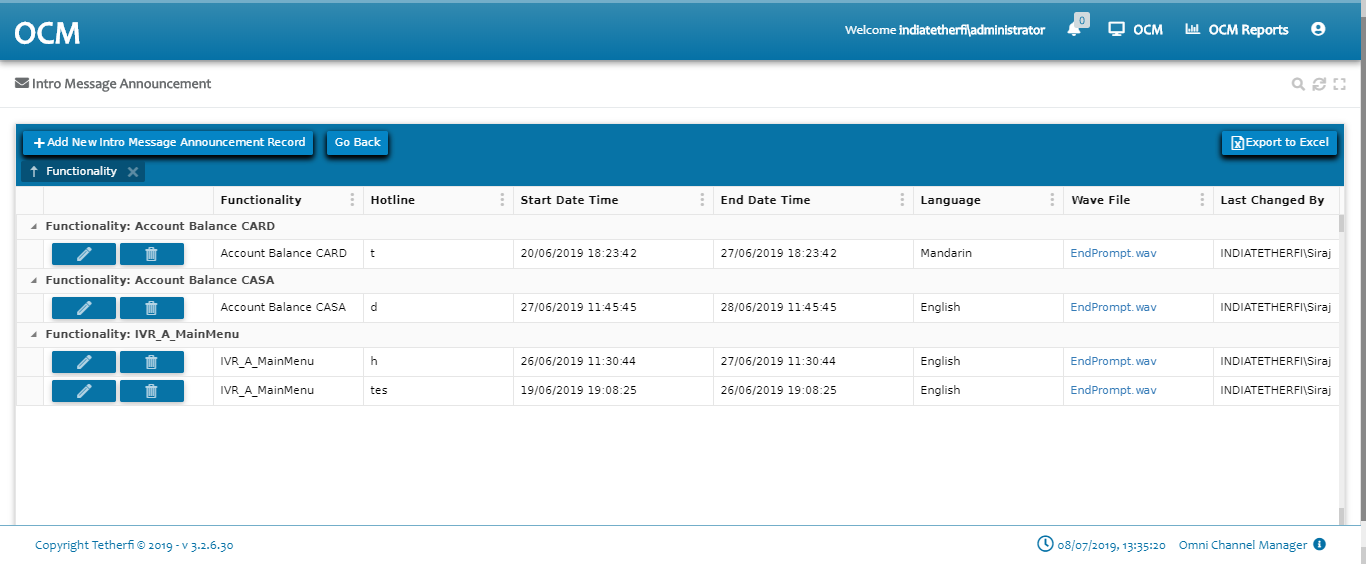 OCM
Welcome indiatetherfi\administrator 0 OCM OCM Reports
Intro Message Announcement
Add New Intro Message Announcement Record Go Back Export to Excel
Functionality
Functionality Hotline Start Date Time End Date Time Language Wave File Last Changed By
Functionality: Account Balance CARD
Account Balance CARD t 20/06/2019 18:23:42 27/06/2019 18:23:42 Mandarin EndPrompt.wav INDIATETHERFI\Siraj
Functionality: Account Balance CASA
Account Balance CASA d 27/06/2019 11:45:45 28/06/2019 11:45:45 English EndPrompt.wav INDIATETHERFI\Siraj
Functionality: IVR_A_MainMenu
IVR_A_MainMenu h 26/06/2019 11:30:44 27/06/2019 11:30:44 English EndPrompt.wav INDIATETHERFI\Siraj
IVR_A_MainMenu tes 19/06/2019 19:08:25 26/06/2019 19:08:25 English EndPrompt.wav INDIATETHERFI\Siraj
Copyright Tetherfi © 2019 - v 3.2.6.30 08/07/2019, 13:35:20 Omni Channel Manager